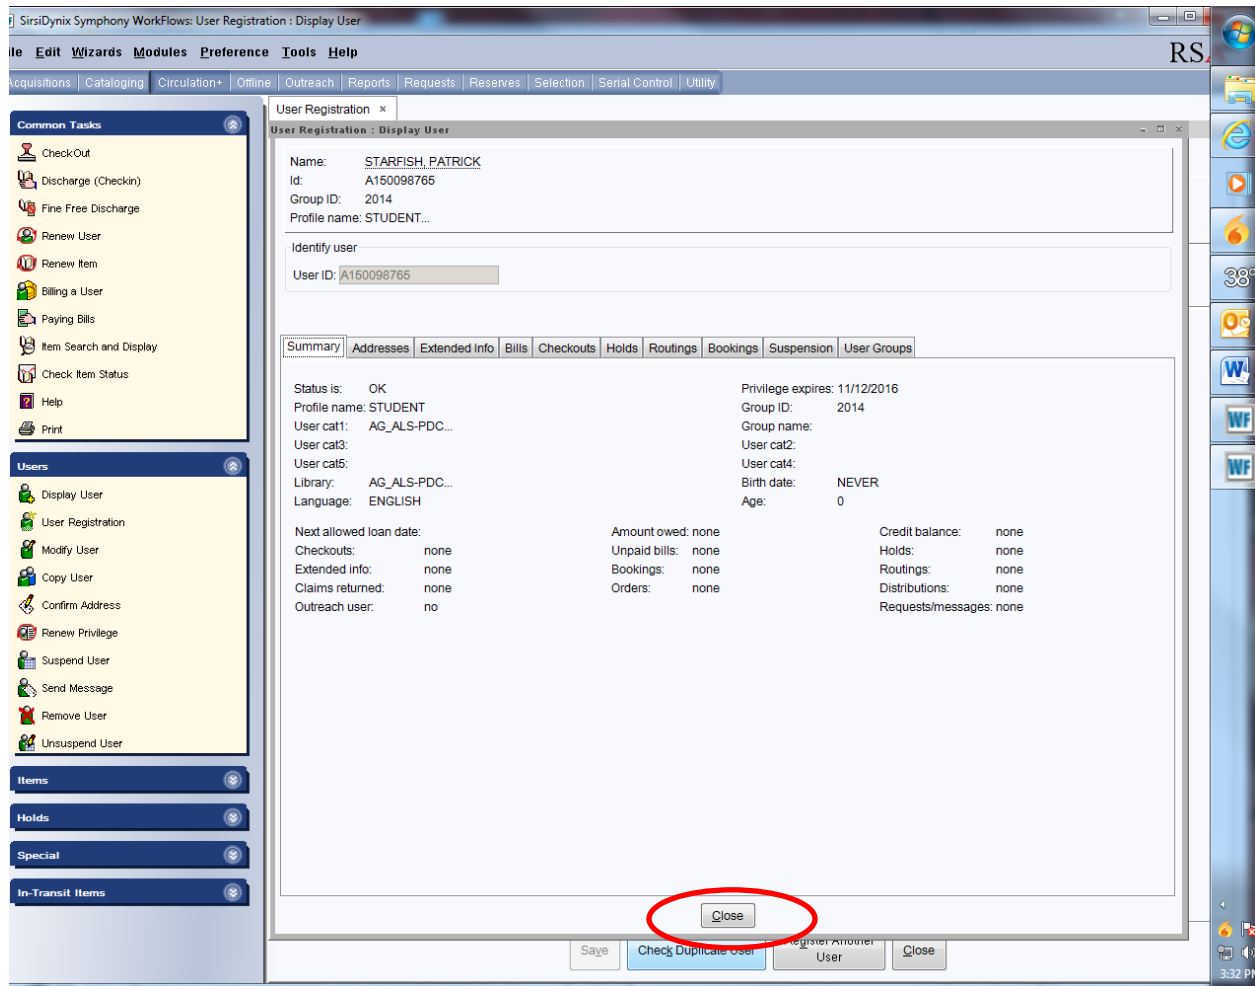 SirsiDynix Symphony WorkFlows: User Registration : Display User
Edit Wizards Modules Preference Tools Help
RSA
Acquisitions Cataloging Circulation+ Offline Outreach Reports Requests Reserves Selection Serial Control Utility
User Registration ×
User Registration : Display User
Common Tasks
CheckOut
Discharge (Checkin)
Fine Free Discharge
Renew User
Renew Item
Billing a User
Paying Bills
Item Search and Display
Check Item Status
Help
Print
Users
Display User
User Registration
Modify User
Copy User
Confirm Address
Renew Privilege
Suspend User
Send Message
Remove User
Unsuspend User
Items
Holds
Special
In-Transit Items
Name: STARFISH, PATRICK
Id: A150098765
Group ID: 2014
Profile name: STUDENT...
Identify user
User ID: A150098765
Summary Addresses Extended Info Bills Checkouts Holds Routings Bookings Suspension User Groups
Status is: OK Privilege expires: 11/12/2016
Profile name: STUDENT Group ID: 2014
User cat1: AG_ALS-PDC... Group name:
User cat3: User cat2:
User cat5: User cat4:
Library: AG_ALS-PDC... Birth date: NEVER
Language: ENGLISH Age: 0
Next allowed loan date: Amount owed: none Credit balance: none
Checkouts: none Unpaid bills: none Holds: none
Extended info: none Bookings: none Routings: none
Claims returned: none Orders: none Distributions: none
Outreach user: no Requests/messages: none
Close
Save Check Duplicate User Register Another User Close
38°
W
WF
WF
3:32 PM